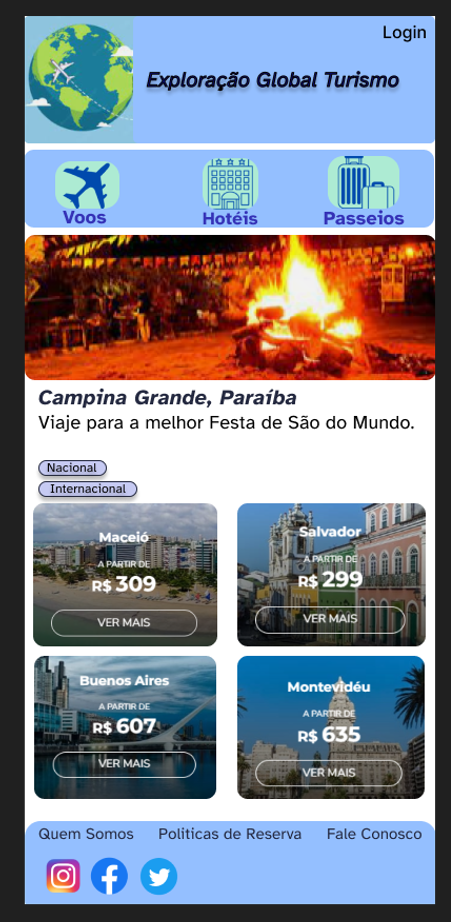 Login
Exploração Global Turismo
Voos
Hotéis
Passeios
Campina Grande, Paraíba
Viaje para a melhor Festa de São do Mundo.
Nacional
Internacional
Maceió
A PARTIR DE
R$ 309
VER MAIS
Salvador
A PARTIR DE
R$ 299
VER MAIS
Buenos Aires
A PARTIR DE
R$ 607
VER MAIS
Montevidéu
A PARTIR DE
R$ 635
VER MAIS
Quem Somos
Politicas de Reserva
Fale Conosco